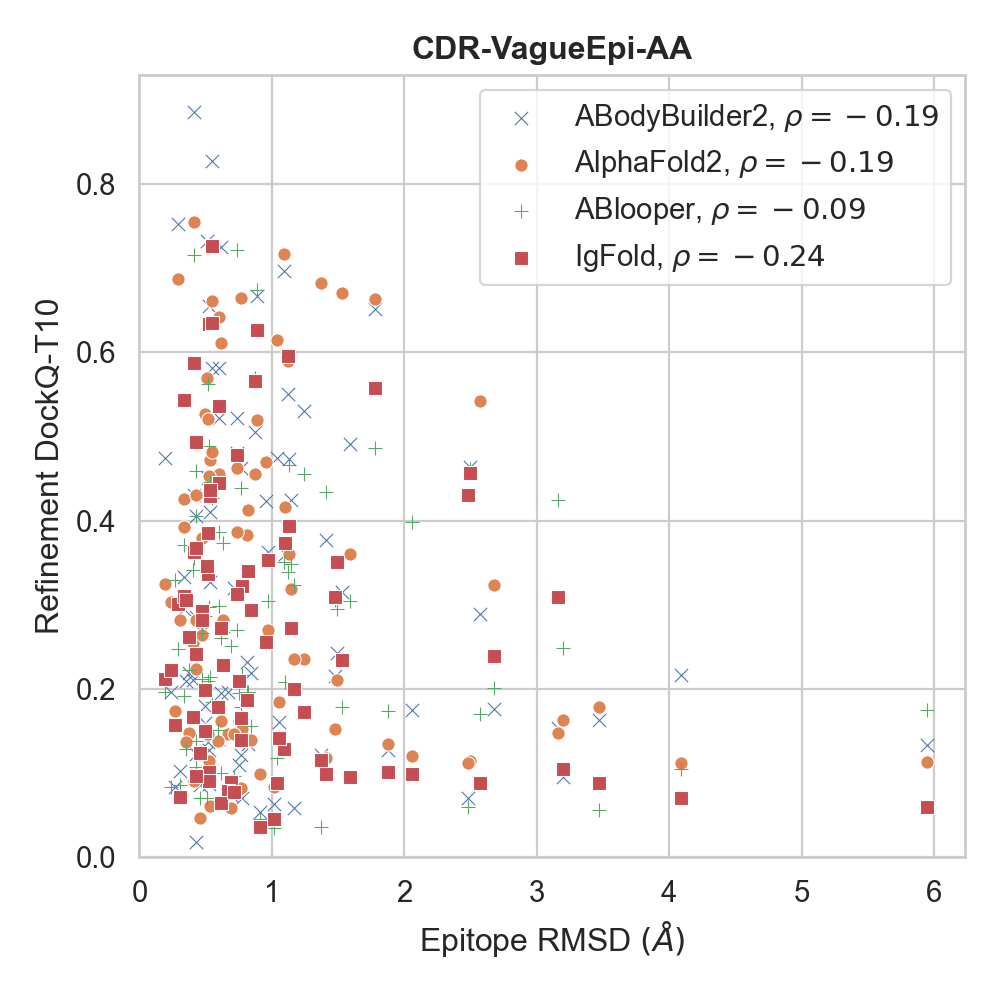 CDR-VagueEpi-AA
ABodyBuilder2, ρ = − 0.19
AlphaFold2, ρ = − 0.19
ABlooper, ρ = − 0.09
IgFold, ρ = − 0.24
Refinement DockQ-T10
0.8
0.6
0.4
0.2
0.0
0 1 2 3 4 5 6
Epitope RMSD (Å)